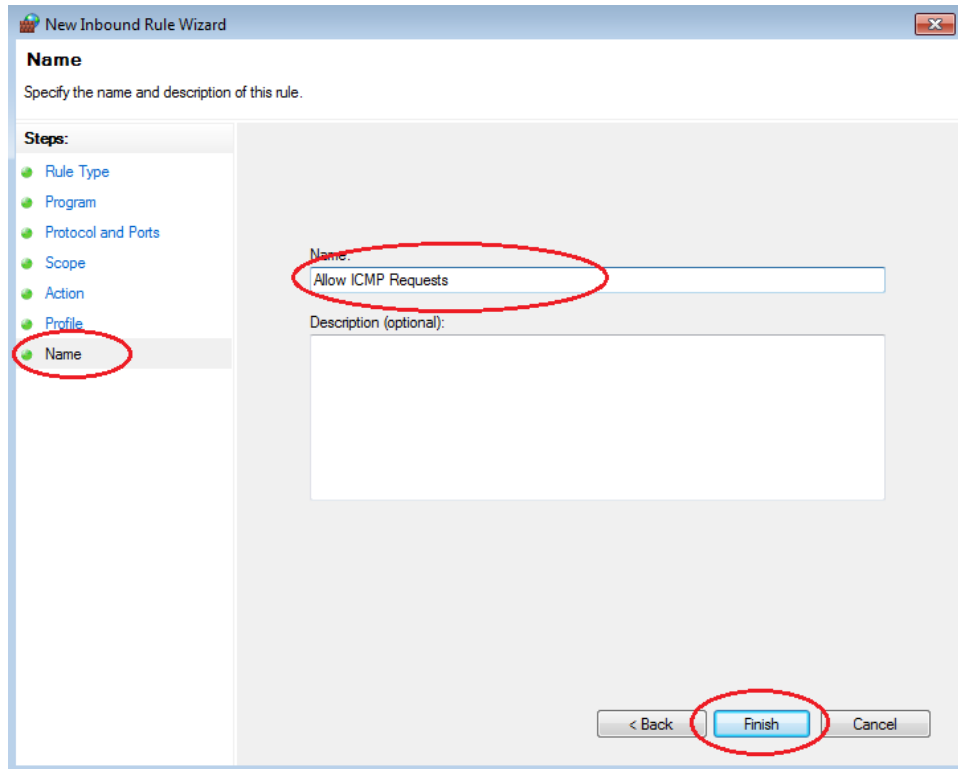 New Inbound Rule Wizard
Name
Specify the name and description of this rule.
Steps:
Rule Type
Program
Protocol and Ports
Scope
Action
Profile
Name
Name:
Allow ICMP Requests
Description (optional):
< Back
Finish
Cancel